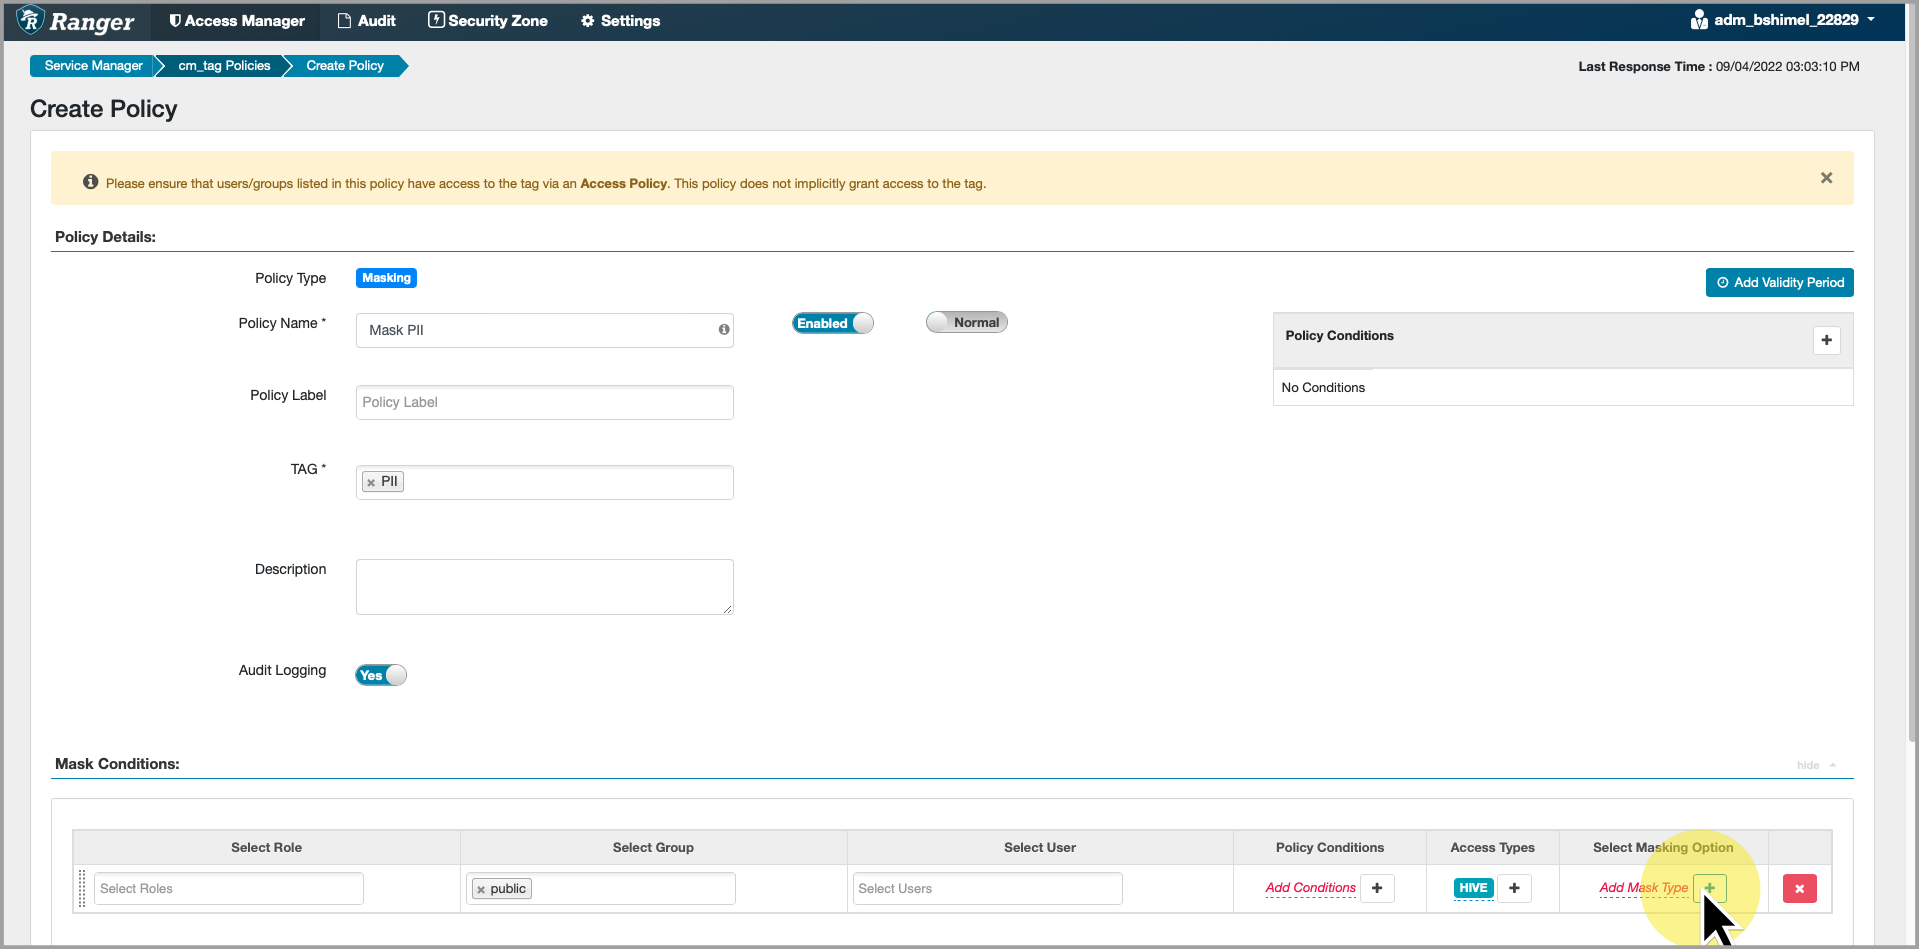 Ranger Access Manager Audit Security Zone Settings adm_bshimel_22829
Service Manager cm_tag Policies Create Policy Last Response Time : 09/04/2022 03:03:10 PM
Create Policy
Please ensure that users/groups listed in this policy have access to the tag via an Access Policy. This policy does not implicitly grant access to the tag.
Policy Details:
Policy Type Masking Add Validity Period
Policy Name * Mask PII Enabled Normal
Policy Conditions
No Conditions
Policy Label Policy Label
TAG * PII
Description
Audit Logging Yes
Mask Conditions: hide
Select Role Select Group Select User Policy Conditions Access Types Select Masking Option
Select Roles public Select Users Add Conditions HIVE Add Mask Type